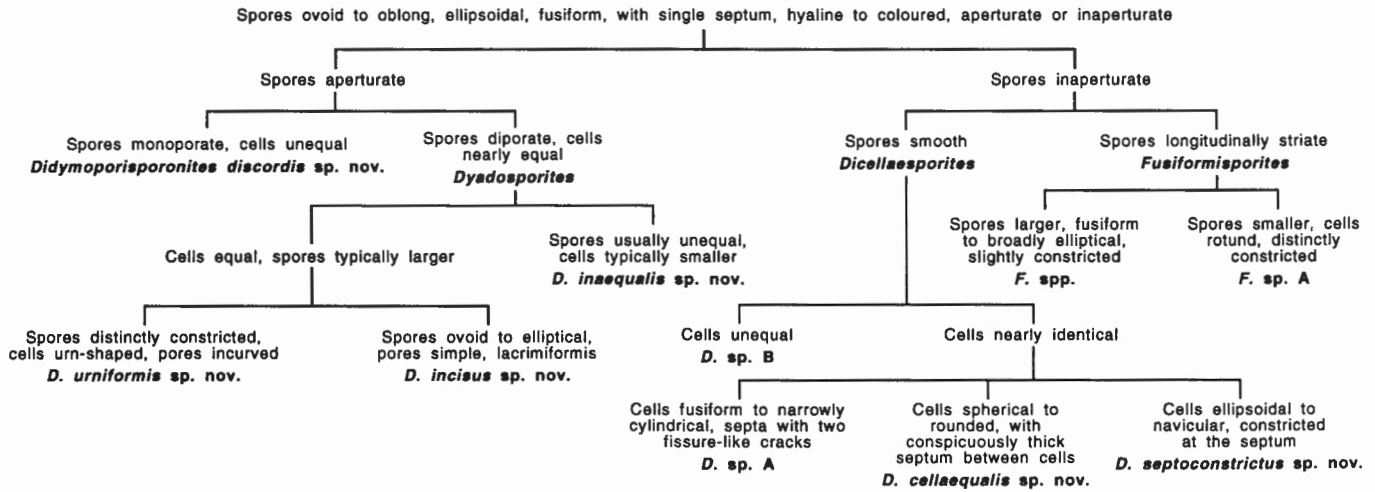 Spores ovoid to oblong, ellipsoidal, fusiform, with single septum, hyaline to coloured, aperturate or inaperturate
Spores aperturate
Spores inaperturate
Spores monoporate, cells unequal
Didymoporisporonites discordis sp. nov.
Spores diporate, cells
nearly equal
Dyadosporites
Spores smooth
Dicellaesporites
Spores longitudinally striate
Fusiformisporites
Cells equal, spores typically larger
Spores usually unequal,
cells typically smaller
D. inaequalis sp. nov.
Spores larger, fusiform
to broadly elliptical,
slightly constricted
F. spp.
Spores smaller, cells
rotund, distinctly
constricted
F. sp. A
Spores distinctly constricted,
cells urn-shaped, pores incurved
D. urniformis sp. nov.
Spores ovoid to elliptical,
pores simple, lacrimiformis
D. incisus sp. nov.
Cells unequal
D. sp. B
Cells nearly identical
Cells fusiform to narrowly
cylindrical, septa with two
fissure-like cracks
D. sp. A
Cells spherical to
rounded, with
conspicuously thick
septum between cells
D. cellaequalis sp. nov.
Cells ellipsoidal to
navicular, constricted
at the septum
D. septoconstrictus sp. nov.